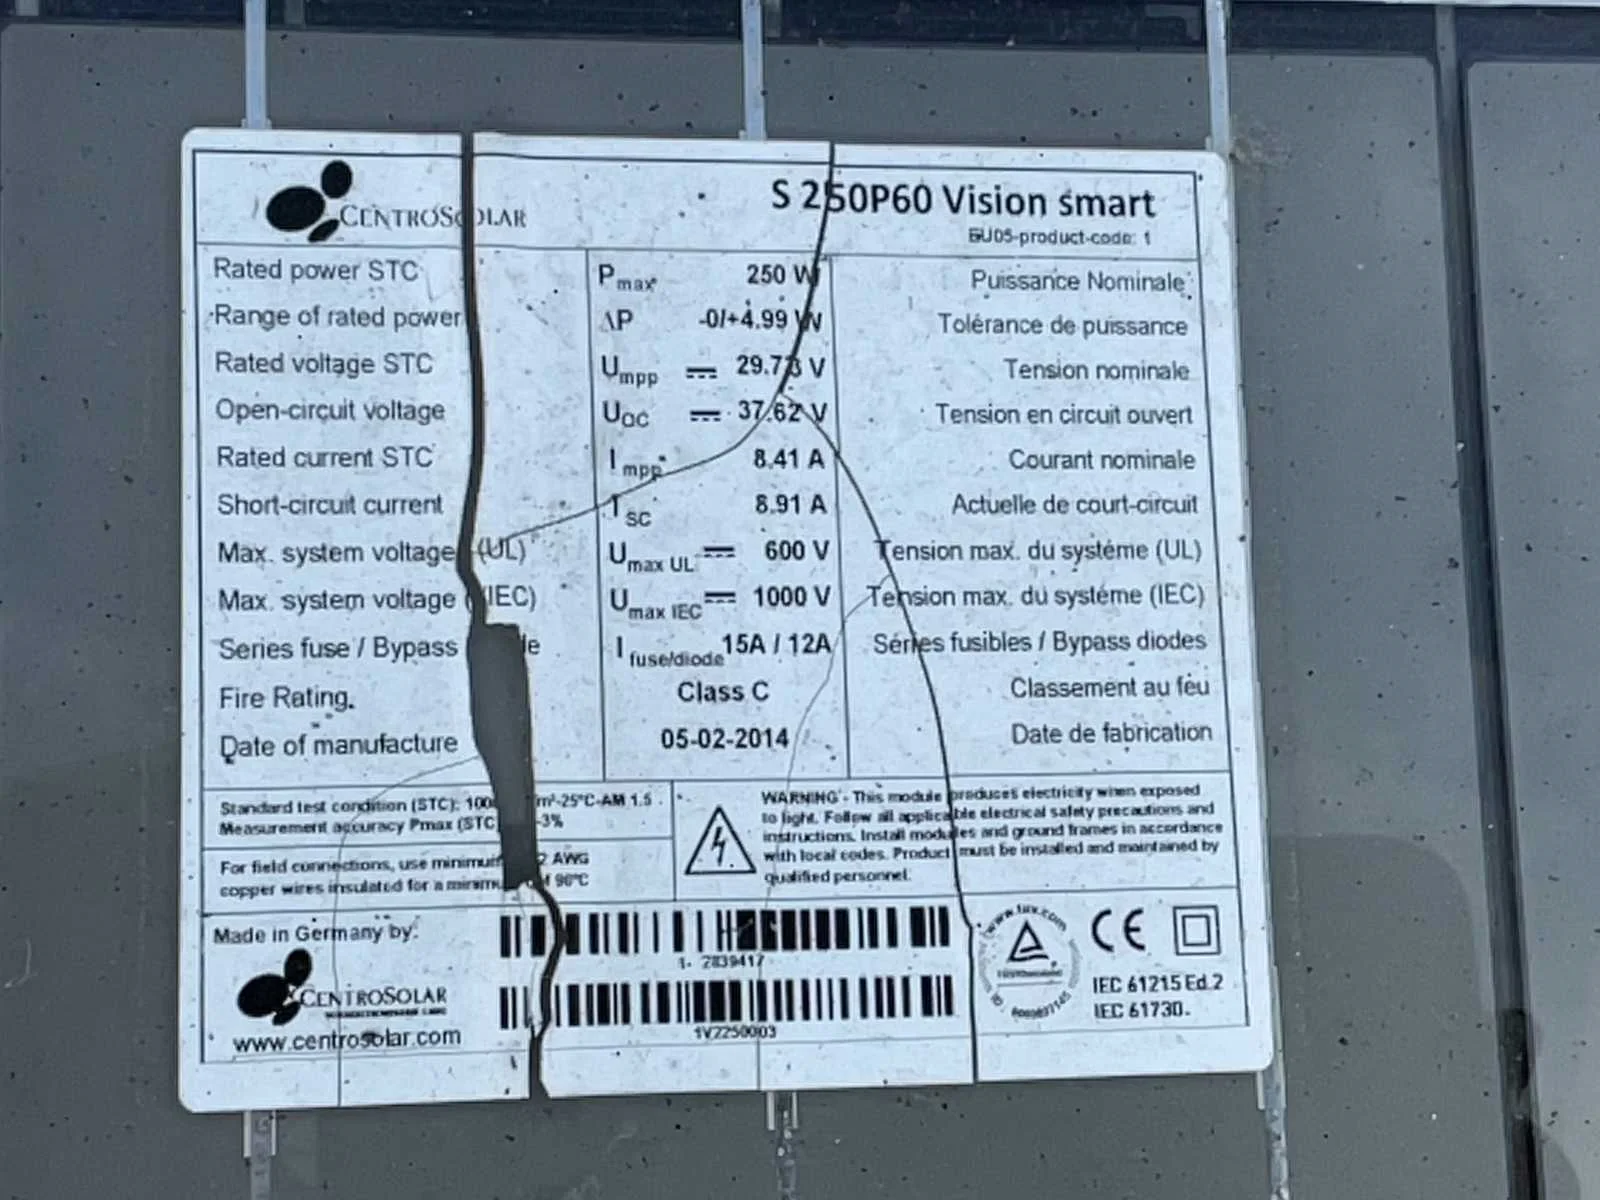 CENTROSOLAR
S 250P60 Vision smart
EU05-product-code: 1
Rated power STC Pmax 250 W Puissance Nominale
Range of rated power ΔP -0/+4.99 W Tolérance de puissance
Rated voltage STC Umpp 29.73 V Tension nominale
Open-circuit voltage UOC 37.62 V Tension en circuit ouvert
Rated current STC Impp 8.41 A Courant nominale
Short-circuit current ISC 8.91 A Actuelle de court-circuit
Max. system voltage (UL) Umax UL 600 V Tension max. du systéme (UL)
Max. system voltage (IEC) Umax IEC 1000 V Tension max. du systéme (IEC)
Series fuse / Bypass Ifuse/diode 15A / 12A Séries fusibles / Bypass diodes
Fire Rating. Class C Classement au feu
Date of manufacture 05-02-2014 Date de fabrication
Standard test condition (STC): m²-25°C-AM 1.5
Measurement accuracy Pmax (STC) -3%
For field connections, use minimum AWG
copper wires insulated for a minimum of 90°C
WARNING - This module produces electricity when exposed
to light. Follow all applicable electrical safety precautions and
instructions. Install modules and ground frames in accordance
with local codes. Product must be installed and maintained by
qualified personnel.
Made in Germany by:
CENTROSOLAR
www.centrosolar.com
1- 2839417
1V2250003
www.tuv.com
CE
IEC 61215 Ed.2
IEC 61730.